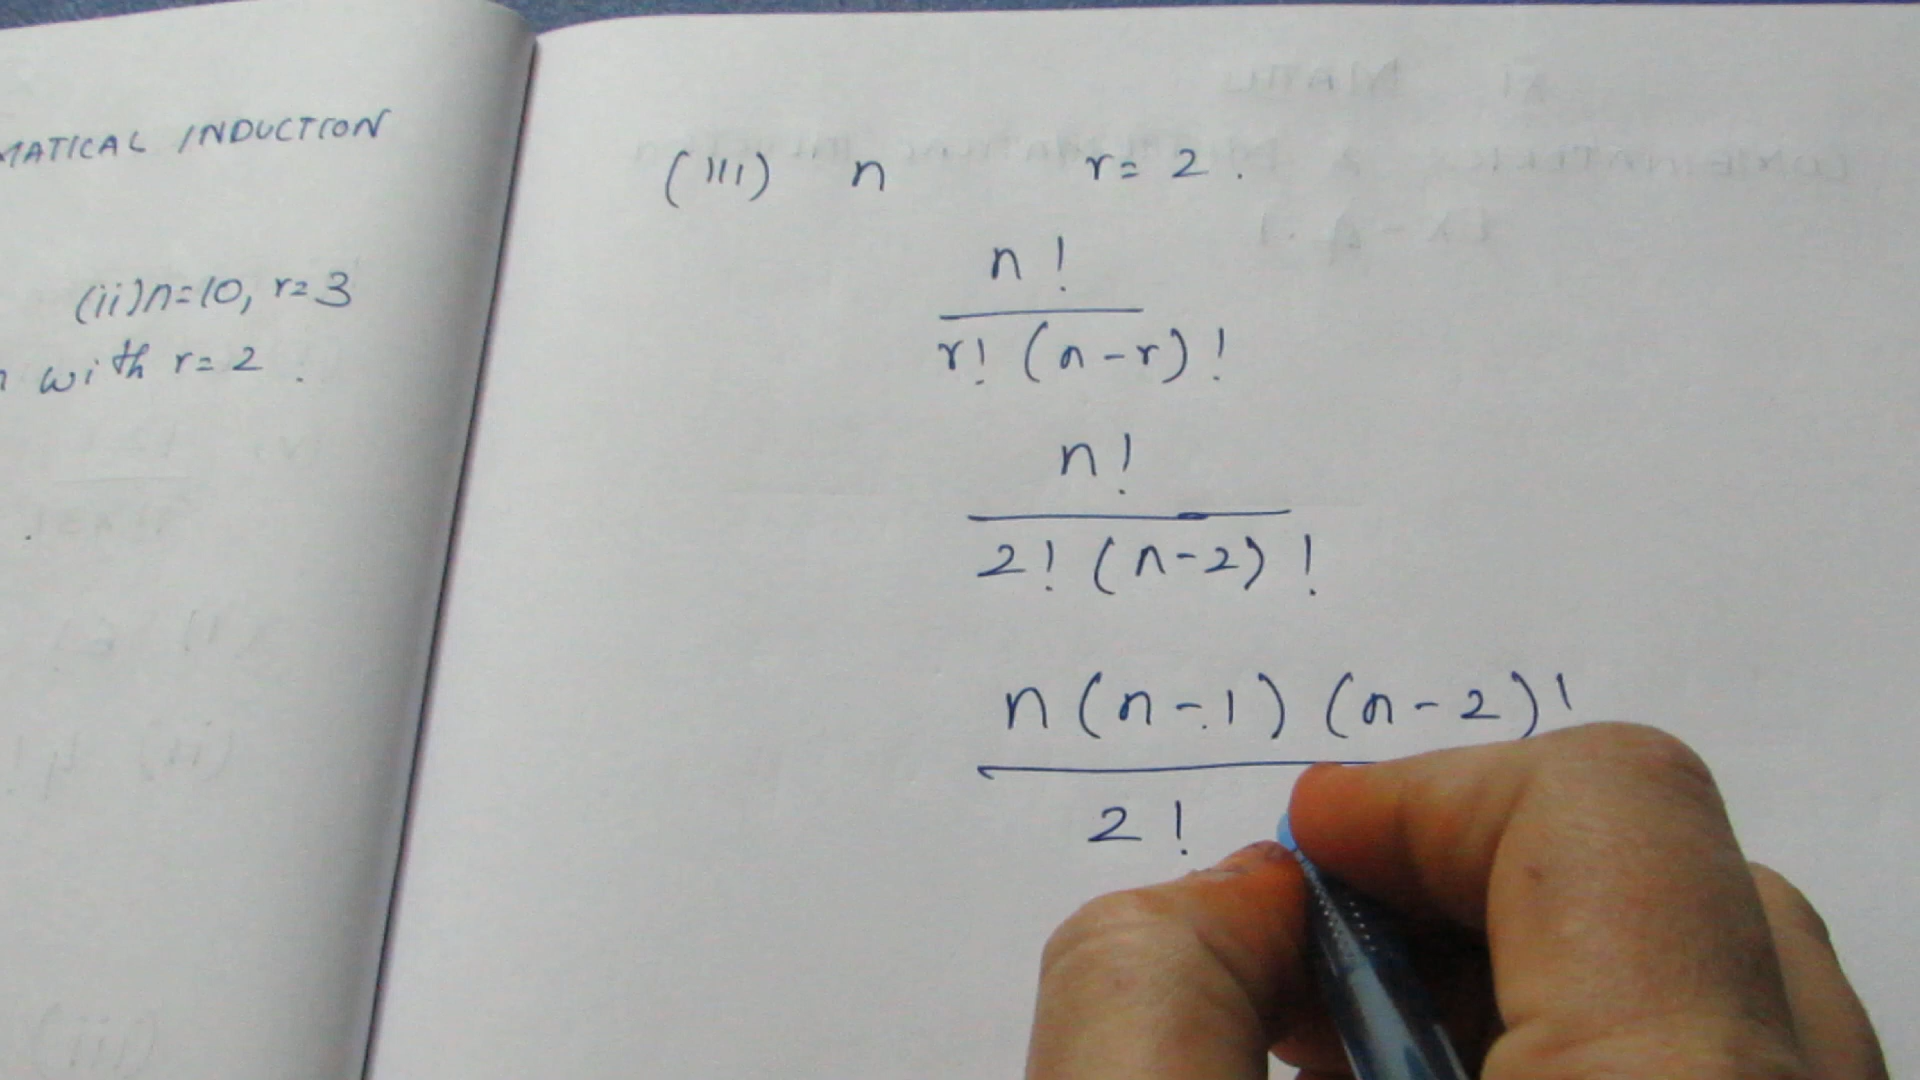 MATICAL INDUCTION
(ii) n=10, r=3
with r=2.
(iii) n r=2.
n!
r! (n-r)!
n!
2! (n-2)!
n(n-1) (n-2)!
2!